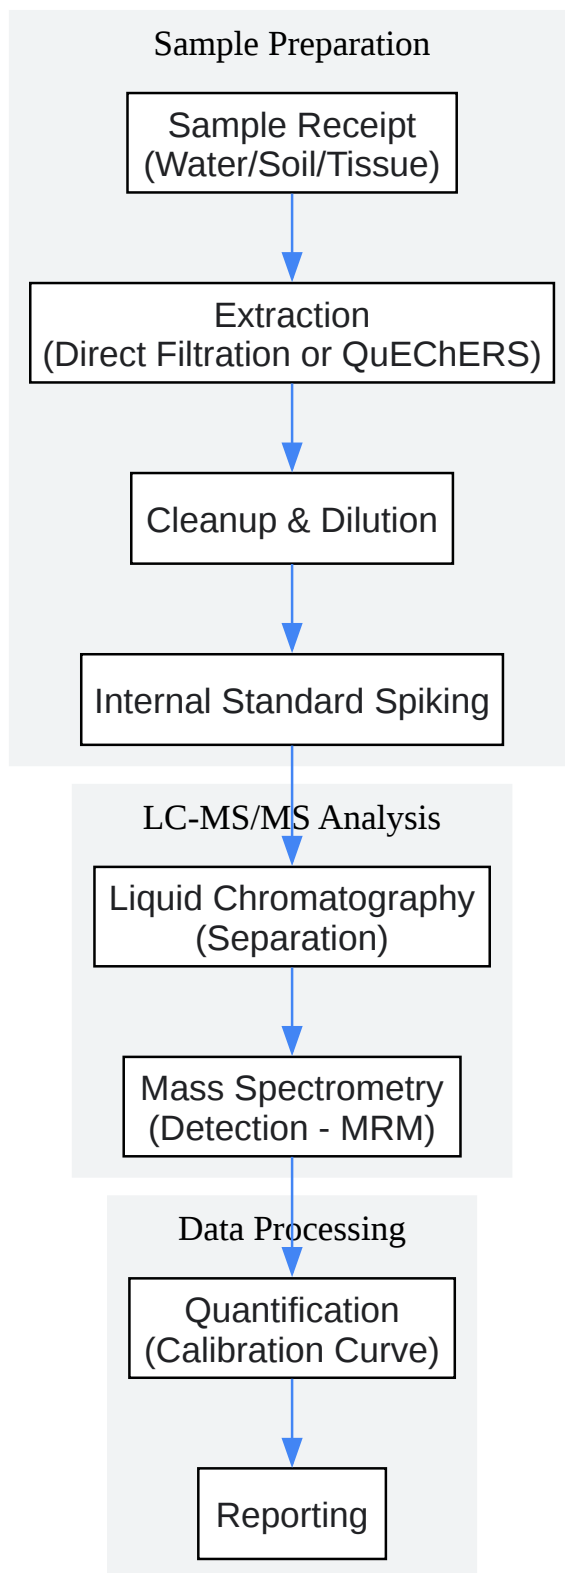 Sample Preparation
Sample Receipt
(Water/Soil/Tissue)
Extraction
(Direct Filtration or QuEChERS)
Cleanup & Dilution
Internal Standard Spiking
LC-MS/MS Analysis
Liquid Chromatography
(Separation)
Mass Spectrometry
(Detection - MRM)
Data Processing
Quantification
(Calibration Curve)
Reporting